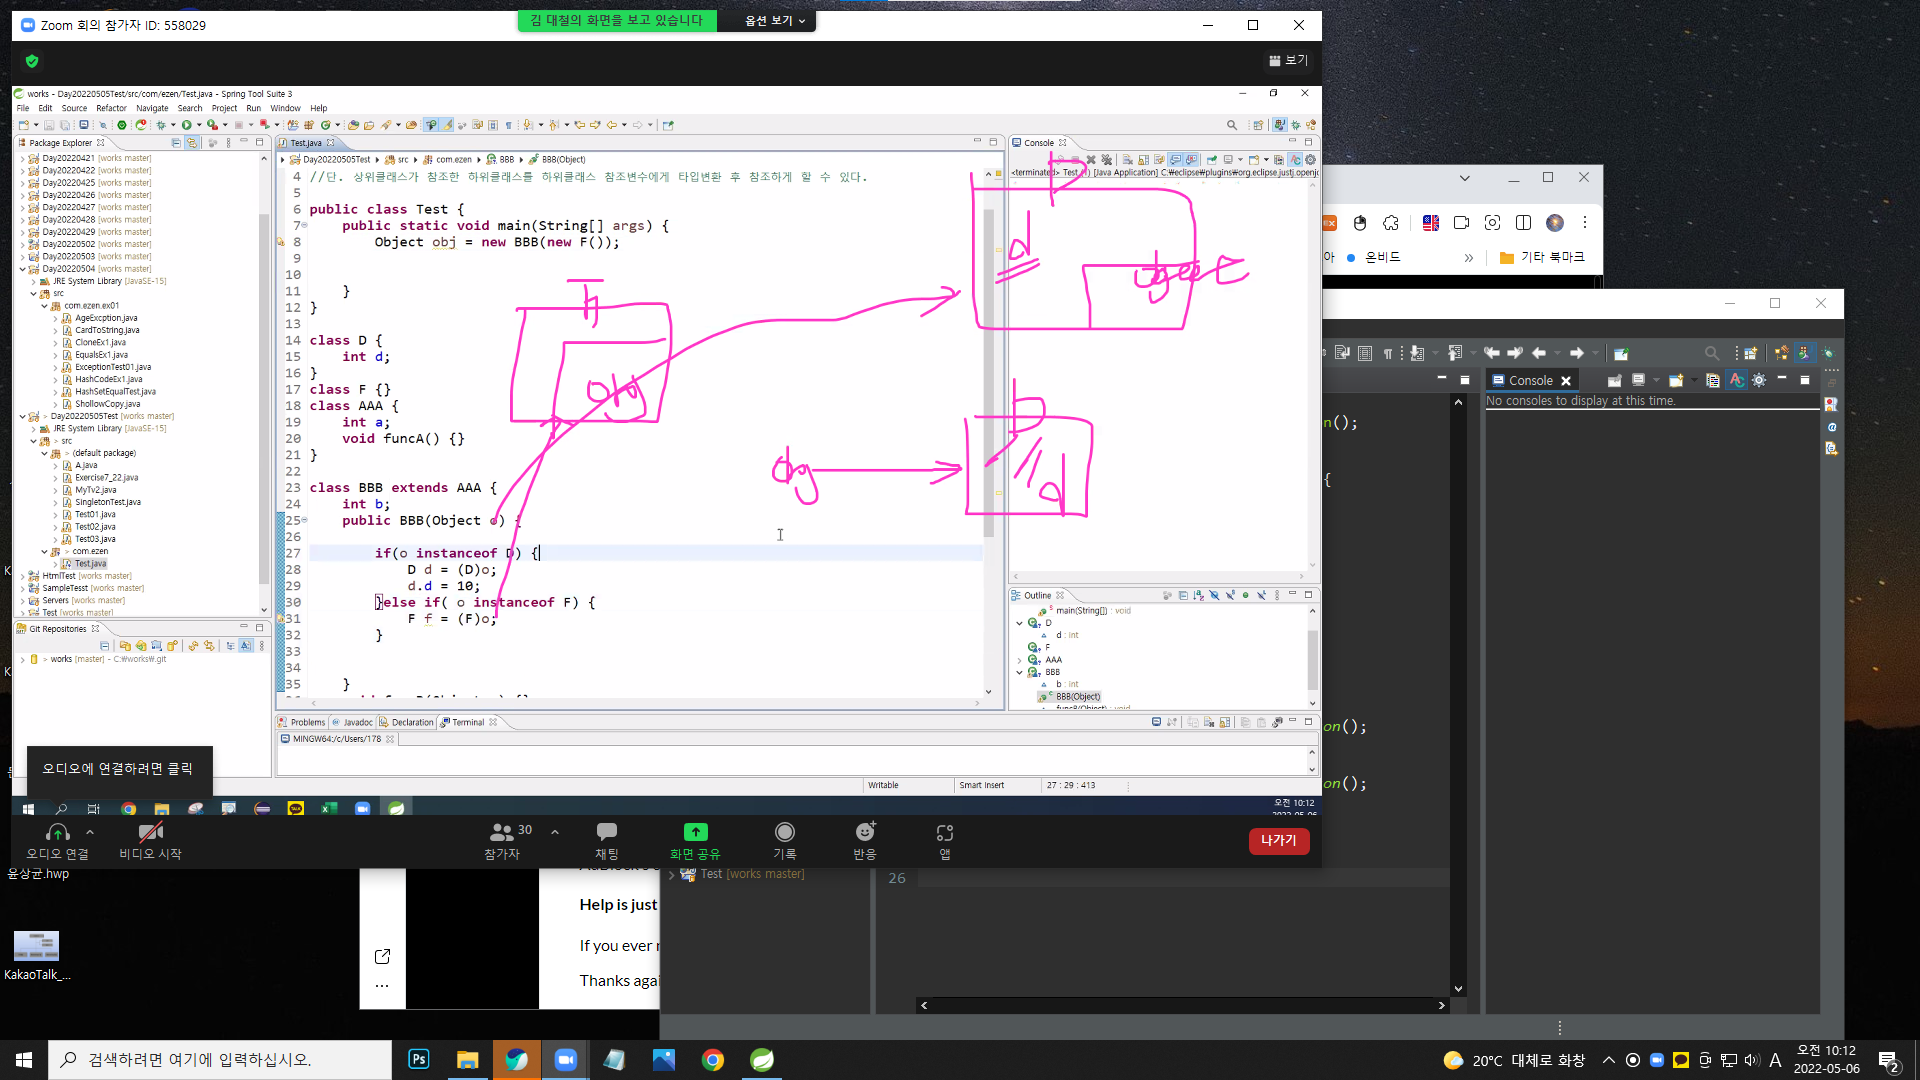 Zoom 회의 참가자 ID: 558029
김 대철의 화면을 보고 있습니다
옵션 보기
보기
works - Day20220505Test/src/com/ezen/Test.java - Spring Tool Suite 3
File Edit Source Refactor Navigate Search Project Run Window Help
Package Explorer
Day20220421 [works master]
Day20220422 [works master]
Day20220425 [works master]
Day20220426 [works master]
Day20220427 [works master]
Day20220428 [works master]
Day20220429 [works master]
Day20220502 [works master]
Day20220503 [works master]
Day20220504 [works master]
JRE System Library [JavaSE-15]
src
com.ezen.ex01
AgeExcption.java
CardToString.java
CloneEx1.java
EqualsEx1.java
ExceptionTest01.java
HashCodeEx1.java
HashSetEqualTest.java
ShollowCopy.java
> Day20220505Test [works master]
JRE System Library [JavaSE-15]
> src
> (default package)
A.java
Exercise7_22.java
MyTv2.java
SingletonTest.java
Test01.java
Test02.java
Test03.java
> com.ezen
Test.java
HtmlTest [works master]
SampleTesst [works master]
Servers [works master]
Test [works master]
Git Repositories
> works [master] - C:₩works₩.git
Test.java
Day20220505Test src com.ezen BBB BBB(Object)
4 //단. 상위클래스가 참조한 하위클래스를 하위클래스 참조변수에게 타입변환 후 참조하게 할 수 있다.
5
6 public class Test {
7 public static void main(String[] args) {
8 Object obj = new BBB(new F());
9
10
11 }
12 }
13
14 class D {
15 int d;
16 }
17 class F {}
18 class AAA {
19 int a;
20 void funcA() {}
21 }
22
23 class BBB extends AAA {
24 int b;
25 public BBB(Object o) {
26
27 if(o instanceof D) {
28 D d = (D)o;
29 d.d = 10;
30 }else if( o instanceof F) {
31 F f = (F)o;
32 }
33
34
35 }
Console
<terminated> Test (1) [Java Application] C:₩eclipse₩plugins₩org.eclipse.justj.openjc
D
d
object
obj
D
d
obj
Outline
main(String[]) : void
D
d : int
F
AAA
BBB
b : int
BBB(Object)
funcB(Object) : void
Problems Javadoc Declaration Terminal
MINGW64:/c/Users/178
Writable Smart Insert 27 : 29 : 413
오전 10:12
오디오에 연결하려면 클릭
오디오 연결
비디오 시작
30
참가자
채팅
화면 공유
기록
반응
앱
나가기
온비드
기타 북마크
Console
No consoles to display at this time.
on();
{
on();
on();
Test [works master]
26
윤상균.hwp
KakaoTalk_...
Help is just
If you ever
Thanks agai
검색하려면 여기에 입력하십시오.
Ps
20℃ 대체로 화창
A
오전 10:12
2022-05-06
2